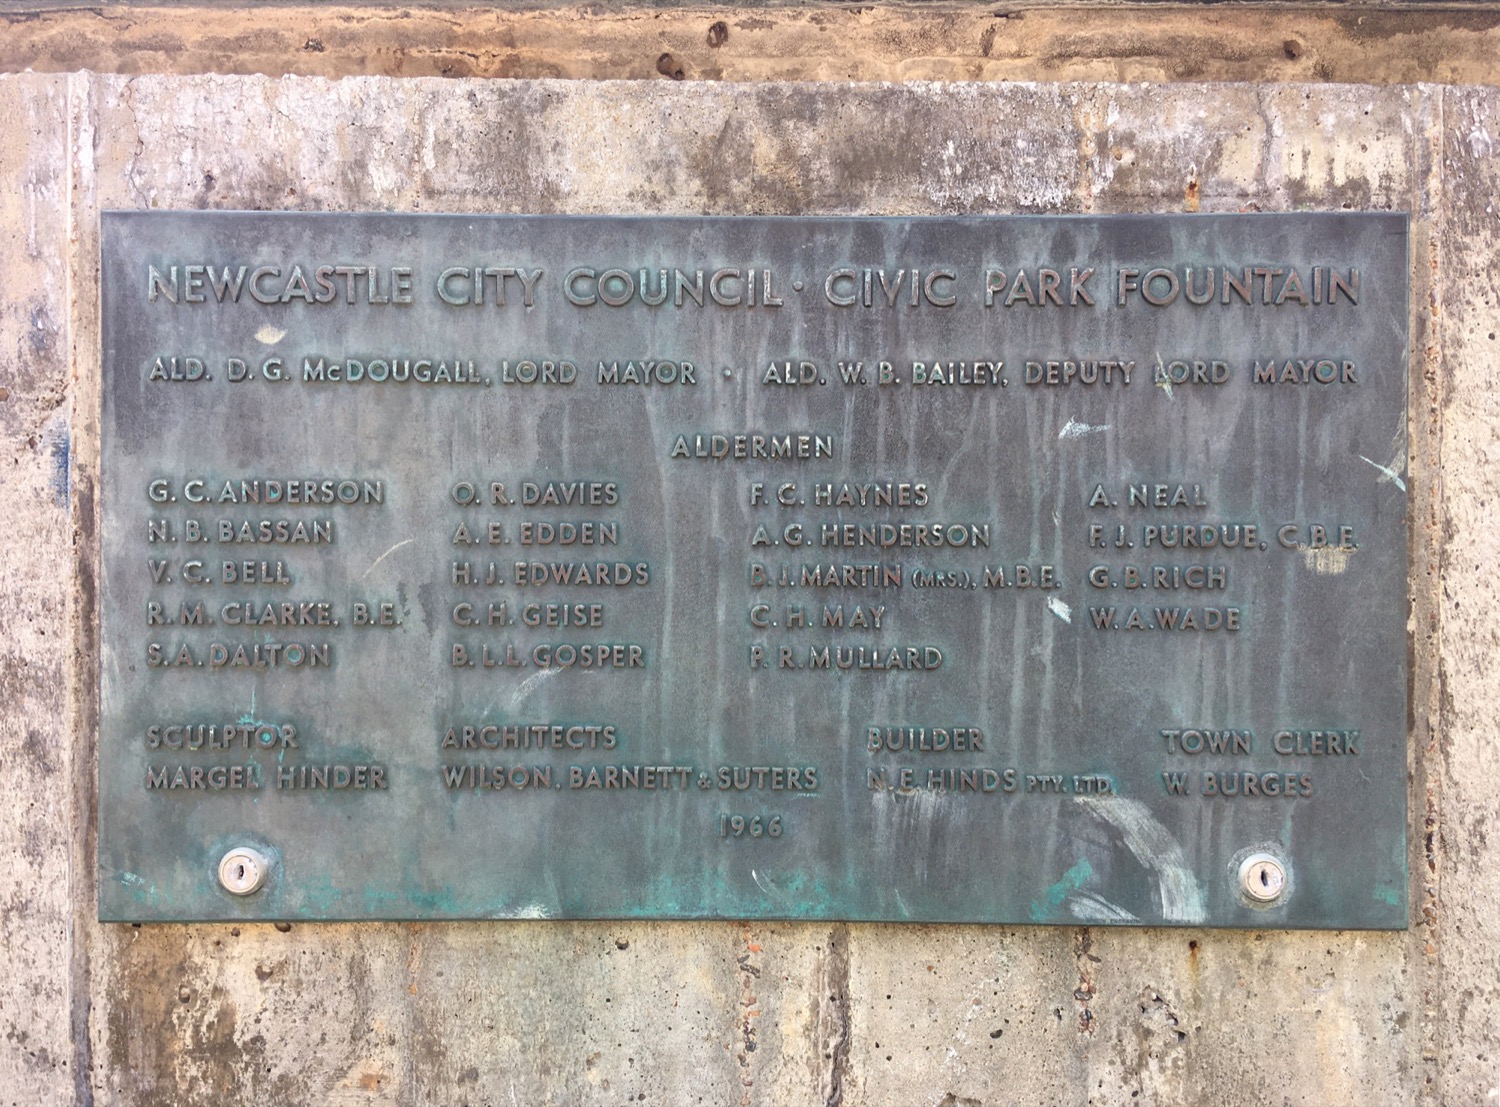 NEWCASTLE CITY COUNCIL · CIVIC PARK FOUNTAIN
ALD. D. G. McDOUGALL, LORD MAYOR · ALD. W. B. BAILEY, DEPUTY LORD MAYOR
ALDERMEN
G. C. ANDERSON
N. B. BASSAN
V. C. BELL
R. M. CLARKE, B.E.
S. A. DALTON
O. R. DAVIES
A. E. EDDEN
H. J. EDWARDS
C. H. GEISE
B. L. L. GOSPER
F. C. HAYNES
A. G. HENDERSON
B. J. MARTIN (MRS.), M.B.E.
C. H. MAY
P. R. MULLARD
A. NEAL
F. J. PURDUE, C.B.E.
G. B. RICH
W. A. WADE
SCULPTOR
MARGEL HINDER
ARCHITECTS
WILSON, BARNETT & SUTERS
BUILDER
N. E. HINDS PTY. LTD.
TOWN CLERK
W. BURGES
1966